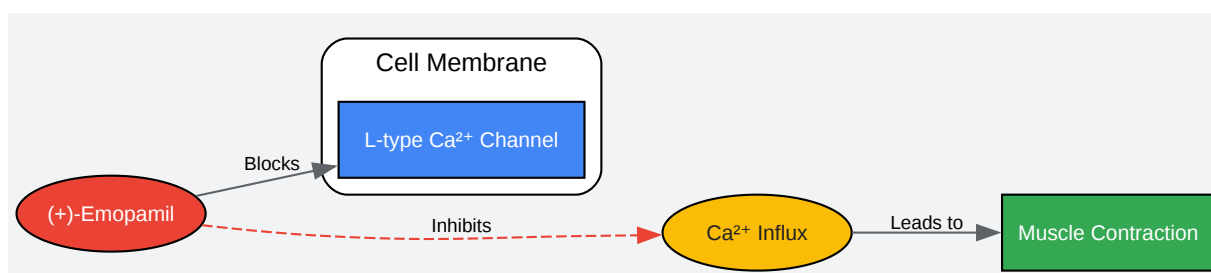 Cell Membrane
L-type Ca²⁺ Channel
Blocks
(+)-Emopamil
Inhibits
Ca²⁺ Influx
Leads to
Muscle Contraction